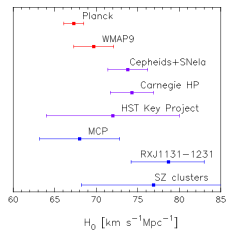 Planck
WMAP9
Cepheids+SNeIa
Carnegie HP
HST Key Project
MCP
RXJ1131-1231
SZ clusters
60 65 70 75 80 85
H₀ [km s⁻¹Mpc⁻¹]